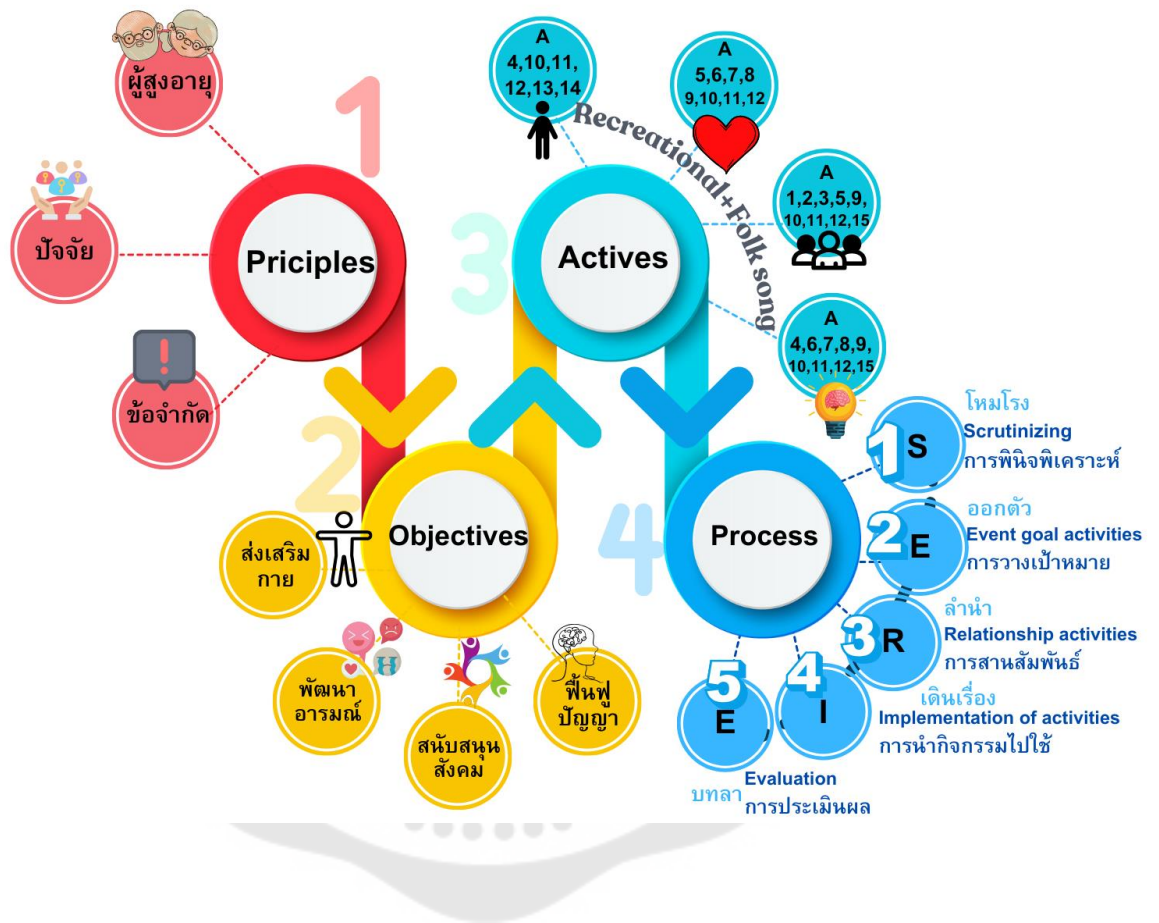 1
ผู้สูงอายุ
ปัจจัย
ข้อจำกัด
Priciples
2
Objectives
ส่งเสริม
กาย
พัฒนา
อารมณ์
สนับสนุน
สังคม
ฟื้นฟู
ปัญญา
3
Actives
Recreational+Folk song
A
4,10,11,
12,13,14
A
5,6,7,8
9,10,11,12
A
1,2,3,5,9,
10,11,12,15
A
4,6,7,8,9,
10,11,12,15
4
Process
1
S
โหมโรง
Scrutinizing
การพินิจพิเคราะห์
2
E
ออกตัว
Event goal activities
การวางเป้าหมาย
3
R
ลำนำ
Relationship activities
การสานสัมพันธ์
4
I
เดินเรื่อง
Implementation of activities
การนำกิจกรรมไปใช้
5
E
บทลา
Evaluation
การประเมินผล